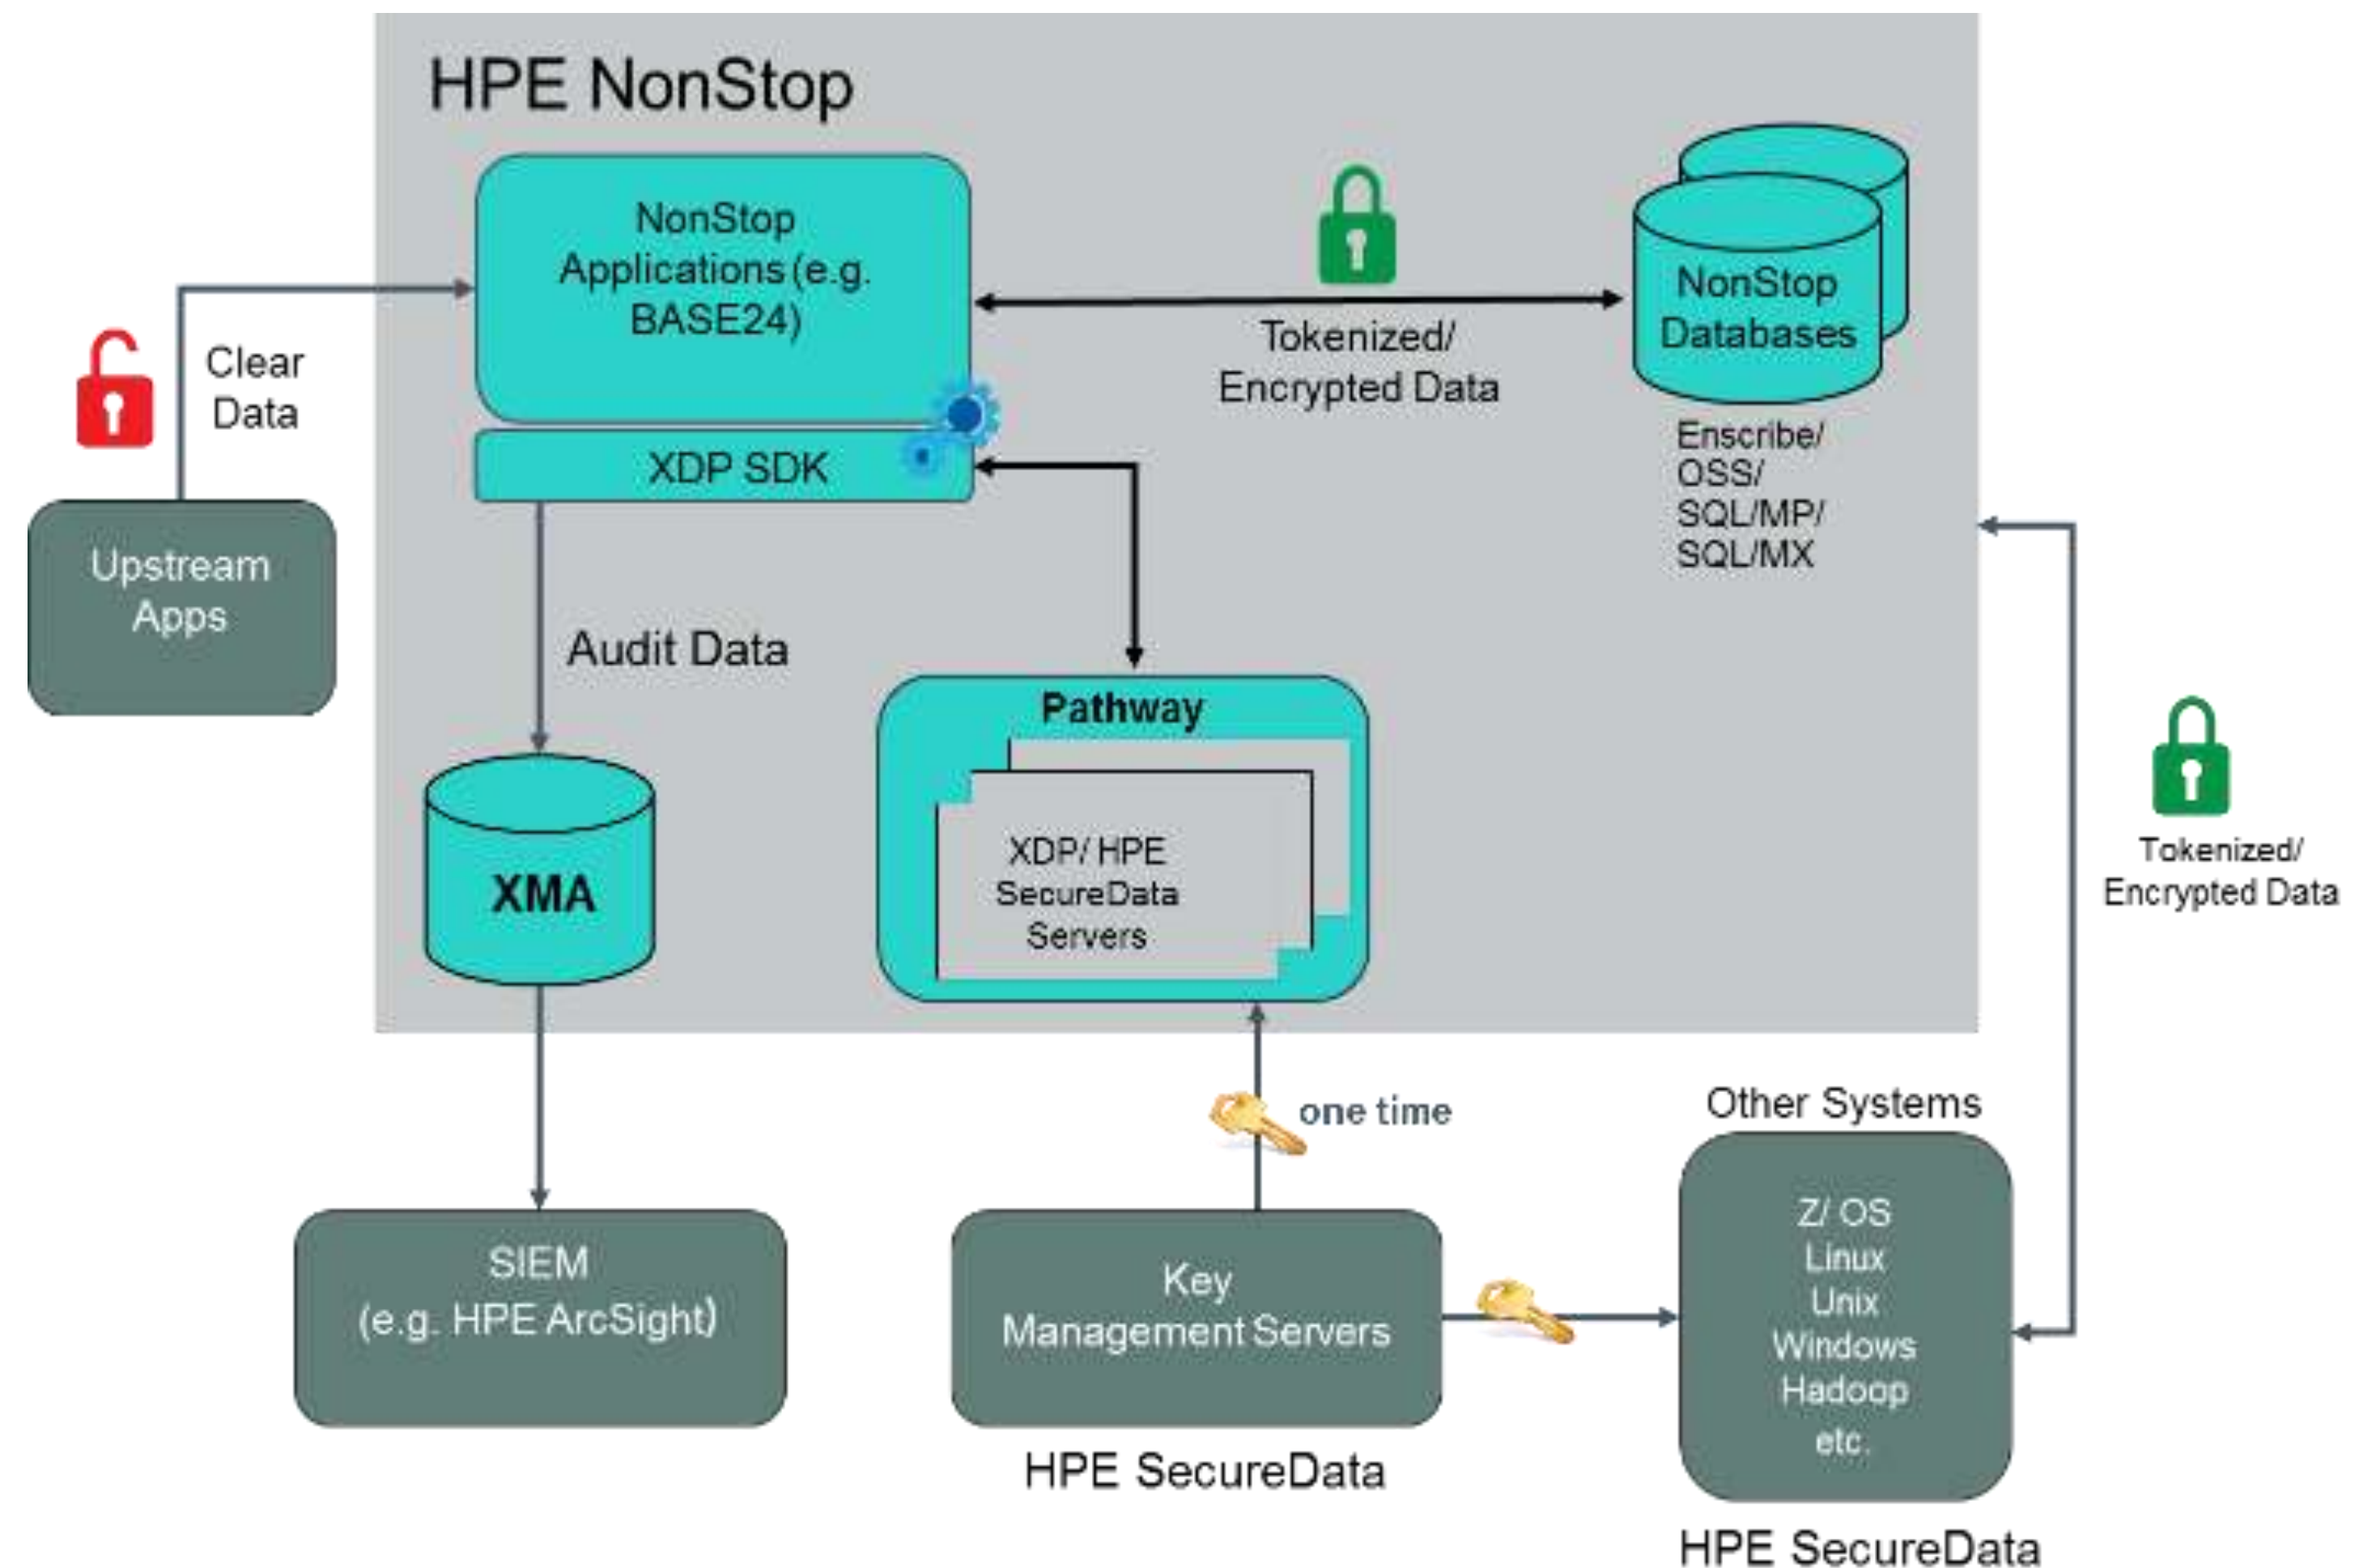 HPE NonStop
NonStop
Applications (e.g.
BASE24)
XDP SDK
Clear
Data
Upstream
Apps
Tokenized/
Encrypted Data
NonStop
Databases
Enscribe/
OSS/
SQL/MP/
SQL/MX
Audit Data
XMA
Pathway
XDP/ HPE
SecureData
Servers
Tokenized/
Encrypted Data
one time
SIEM
(e.g. HPE ArcSight)
Key
Management Servers
HPE SecureData
Other Systems
Z/ OS
Linux
Unix
Windows
Hadoop
etc.
HPE SecureData